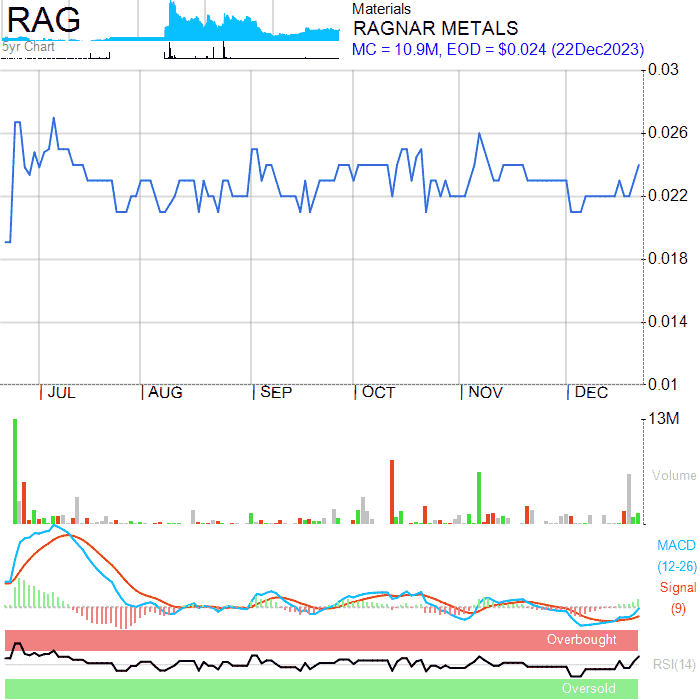 RAG
5yr Chart
Materials
RAGNAR METALS
MC = 10.9M, EOD = $0.024 (22Dec2023)
0.03
0.026
0.022
0.018
0.014
0.01
JUL AUG SEP OCT NOV DEC
13M
Volume
MACD
(12-26)
Signal
(9)
Overbought
RSI(14)
Oversold